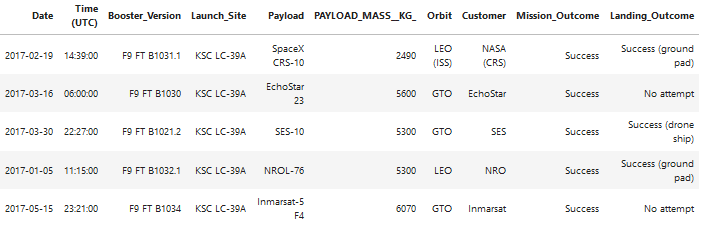 Date Time (UTC) Booster_Version Launch_Site Payload PAYLOAD_MASS__KG_ Orbit Customer Mission_Outcome Landing_Outcome
2017-02-19 14:39:00 F9 FT B1031.1 KSC LC-39A SpaceX CRS-10 2490 LEO (ISS) NASA (CRS) Success Success (ground pad)
2017-03-16 06:00:00 F9 FT B1030 KSC LC-39A EchoStar 23 5600 GTO EchoStar Success No attempt
2017-03-30 22:27:00 F9 FT B1021.2 KSC LC-39A SES-10 5300 GTO SES Success Success (drone ship)
2017-01-05 11:15:00 F9 FT B1032.1 KSC LC-39A NROL-76 5300 LEO NRO Success Success (ground pad)
2017-05-15 23:21:00 F9 FT B1034 KSC LC-39A Inmarsat-5 F4 6070 GTO Inmarsat Success No attempt